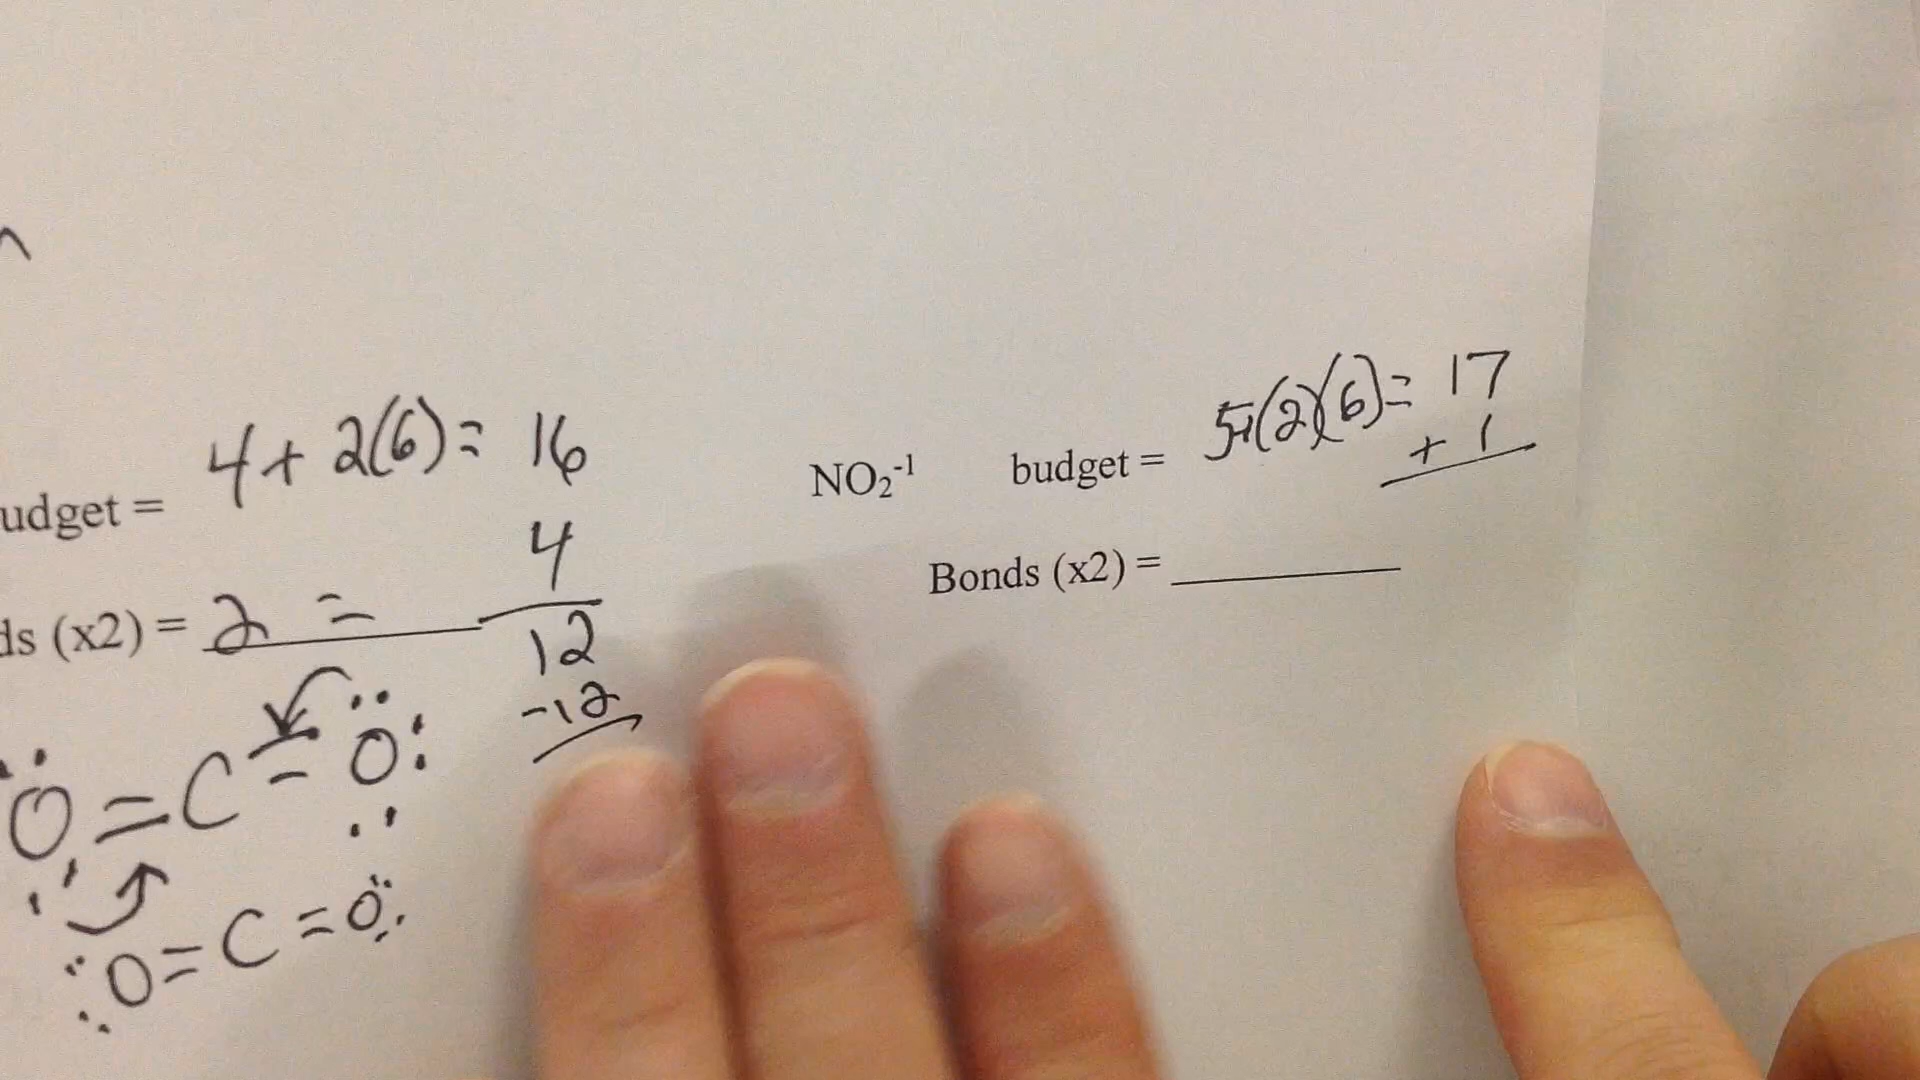 udget = 4 + 2(6) = 16
4
ds (x2) = 2 =
12
-12
O = C = O
O = C = O
NO₂⁻¹ budget = 5+(2)(6) = 17
+ 1
Bonds (x2) = ________